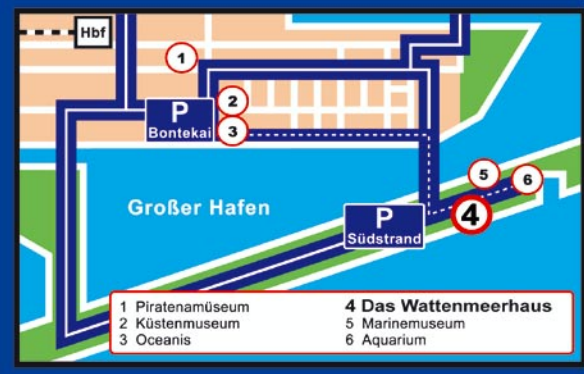 Hbf
1
P
Bontekai
2
3
Großer Hafen
5
6
4
P
Südstrand
1 Piratenamüseum
2 Küstenmuseum
3 Oceanis
4 Das Wattenmeerhaus
5 Marinemuseum
6 Aquarium